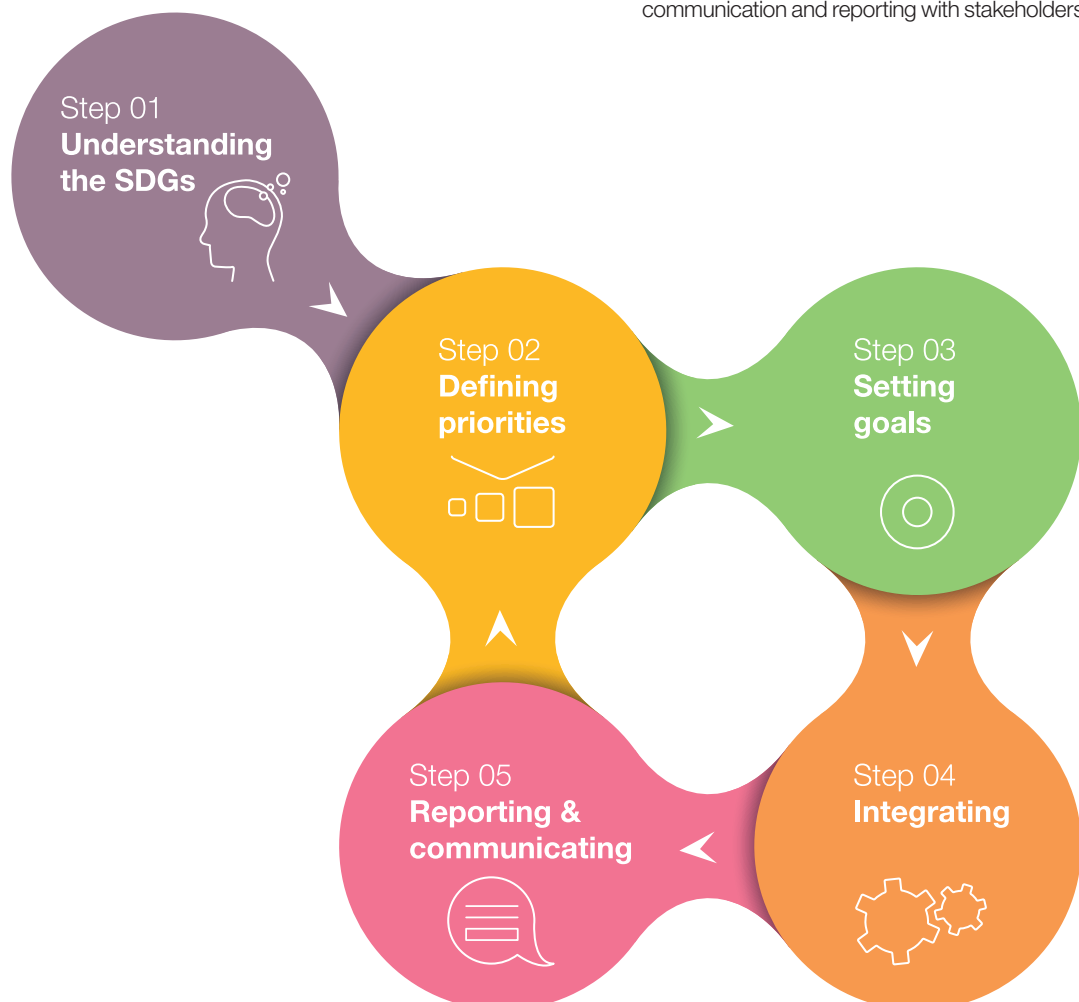 communication and reporting with stakeholders
Step 01
Understanding
the SDGs
Step 02
Defining
priorities
Step 03
Setting
goals
Step 04
Integrating
Step 05
Reporting &
communicating